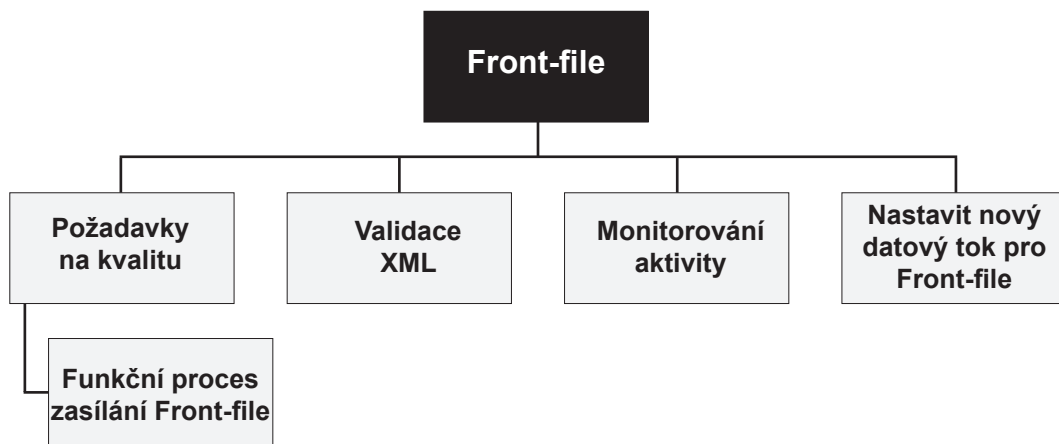 Front-file
Požadavky
na kvalitu
Validace
XML
Monitorování
aktivity
Nastavit nový
datový tok pro
Front-file
Funkční proces
zasílání Front-file